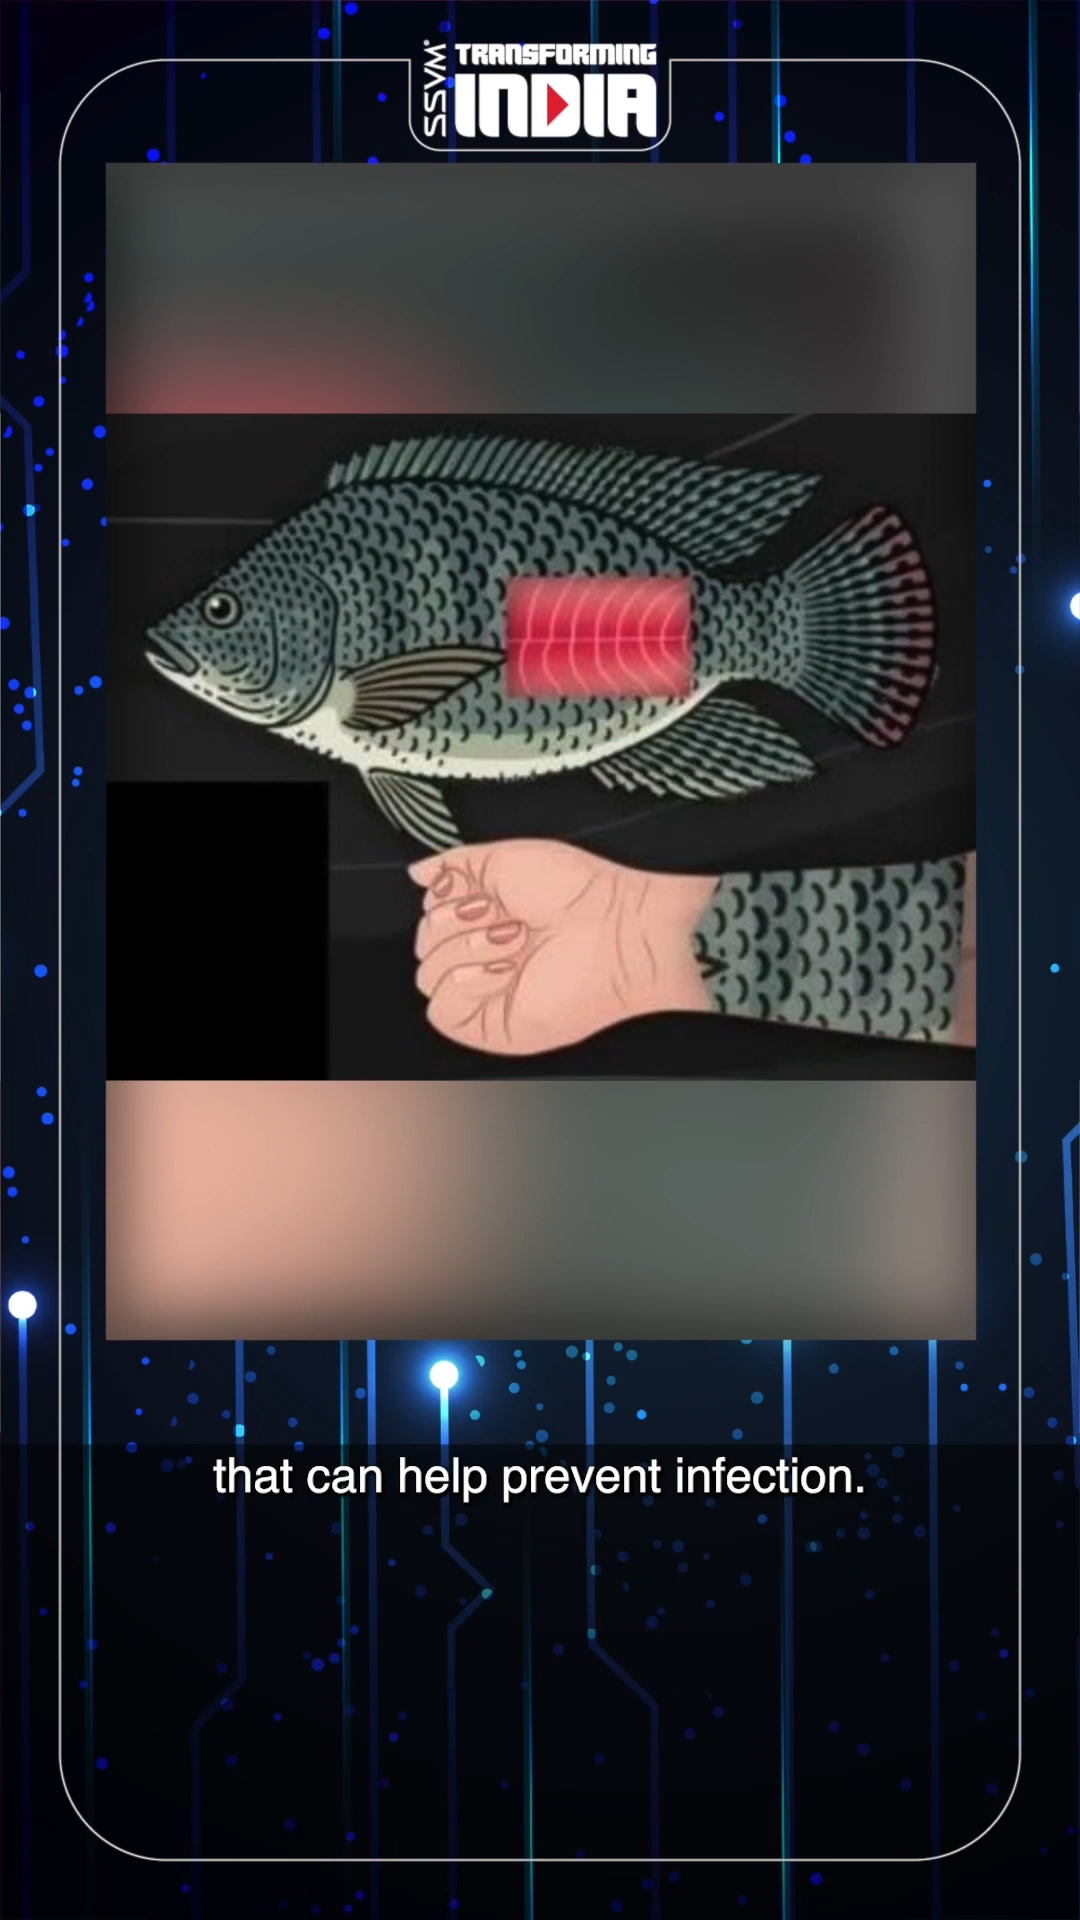 SSVM
TRANSFORMING
INDIA
that can help prevent infection.